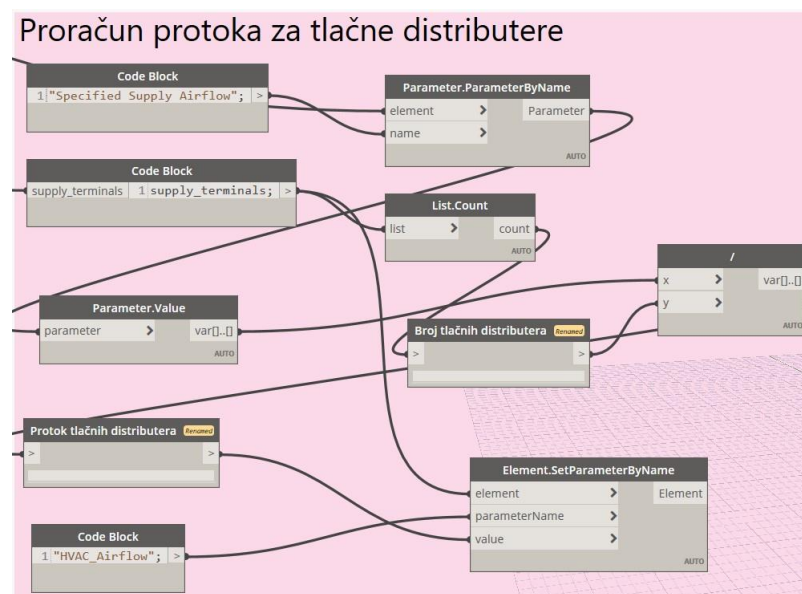 Proračun protoka za tlačne distributere
Code Block
1 "Specified Supply Airflow"; >
Parameter.ParameterByName
element > Parameter
name >
AUTO
Code Block
supply_terminals 1 supply_terminals; >
List.Count
list > count
AUTO
/
x > var[]..[]
y >
AUTO
Parameter.Value
parameter > var[]..[]
AUTO
Broj tlačnih distributera Renamed
> >
Protok tlačnih distributera Renamed
> >
Element.SetParameterByName
element > Element
parameterName >
value >
AUTO
Code Block
1 "HVAC_Airflow"; >